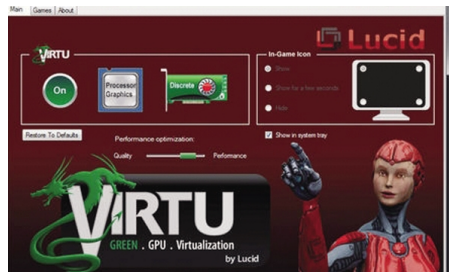 Main Games About
Lucid
VIRTU
In-Game Icon
On
Processor
Graphics
Discrete
Show
Show for a few seconds
Hide
Restore To Defaults
Show in system tray
Performance optimization:
Quality
Performance
VIRTU
GREEN . GPU . Virtualization
by Lucid